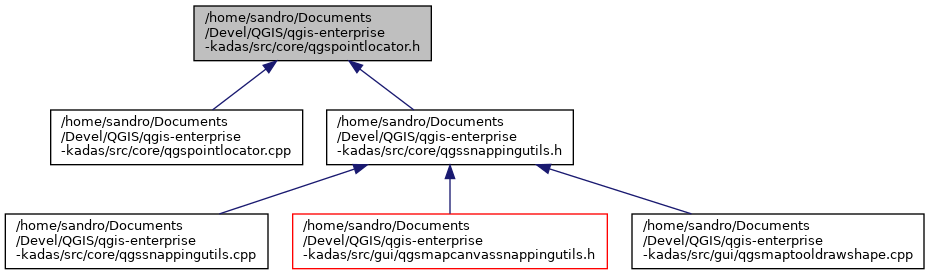 /home/sandro/Documents
/Devel/QGIS/qgis-enterprise
-kadas/src/core/qgspointlocator.h
/home/sandro/Documents
/Devel/QGIS/qgis-enterprise
-kadas/src/core/qgspointlocator.cpp
/home/sandro/Documents
/Devel/QGIS/qgis-enterprise
-kadas/src/core/qgssnappingutils.h
/home/sandro/Documents
/Devel/QGIS/qgis-enterprise
-kadas/src/core/qgssnappingutils.cpp
/home/sandro/Documents
/Devel/QGIS/qgis-enterprise
-kadas/src/gui/qgsmapcanvassnappingutils.h
/home/sandro/Documents
/Devel/QGIS/qgis-enterprise
-kadas/src/gui/qgsmaptooldrawshape.cpp